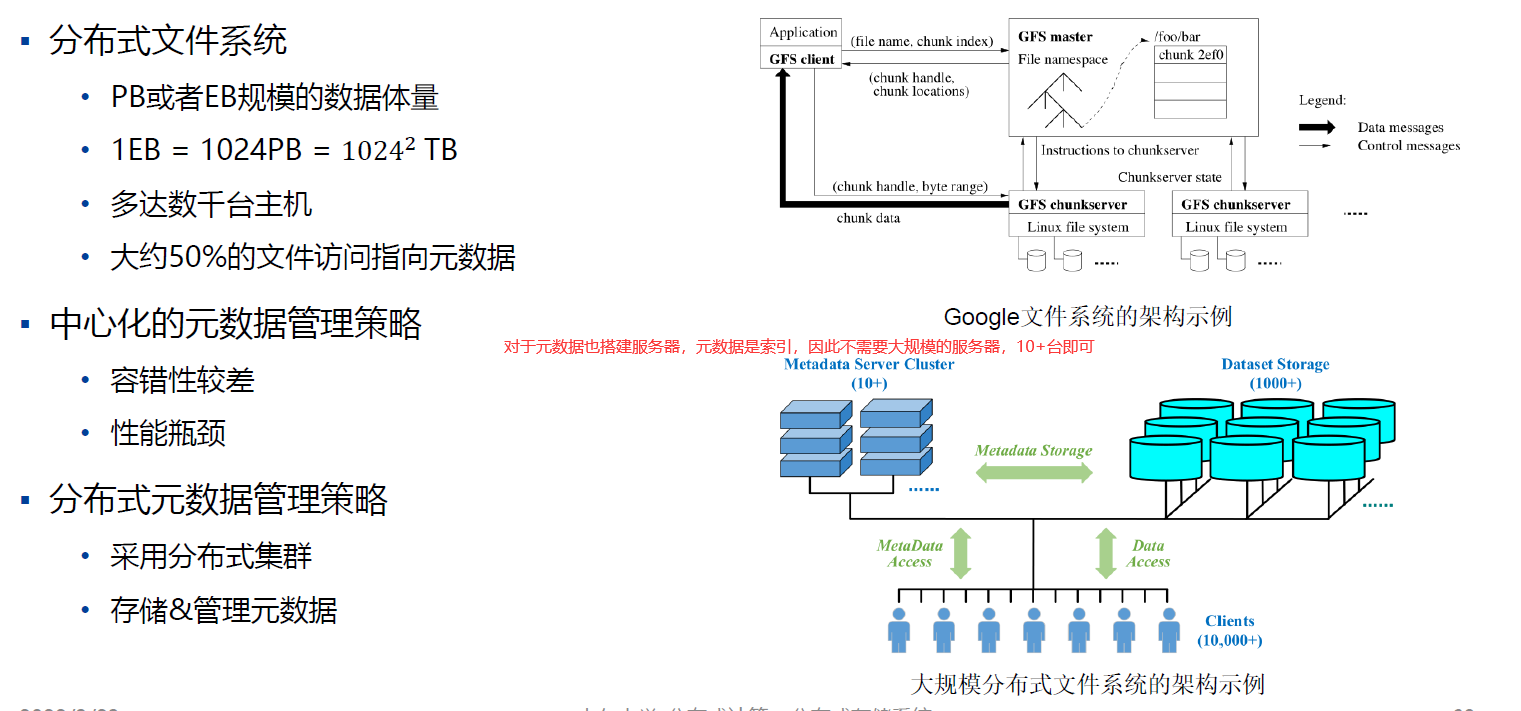 ▪ 分布式文件系统
• PB或者EB规模的数据体量
• 1EB = 1024PB = 1024² TB
• 多达数千台主机
• 大约50%的文件访问指向元数据
▪ 中心化的元数据管理策略
• 容错性较差
• 性能瓶颈
▪ 分布式元数据管理策略
• 采用分布式集群
• 存储&管理元数据
Application
GFS client
(file name, chunk index)
(chunk handle,
chunk locations)
GFS master
File namespace
/foo/bar
chunk 2ef0
Legend:
Data messages
Control messages
Instructions to chunkserver
Chunkserver state
(chunk handle, byte range)
chunk data
GFS chunkserver
Linux file system
GFS chunkserver
Linux file system
Google文件系统的架构示例
对于元数据也搭建服务器，元数据是索引，因此不需要大规模的服务器，10+台即可
Metadata Server Cluster
(10+)
Dataset Storage
(1000+)
Metadata Storage
MetaData
Access
Data
Access
Clients
(10,000+)
大规模分布式文件系统的架构示例